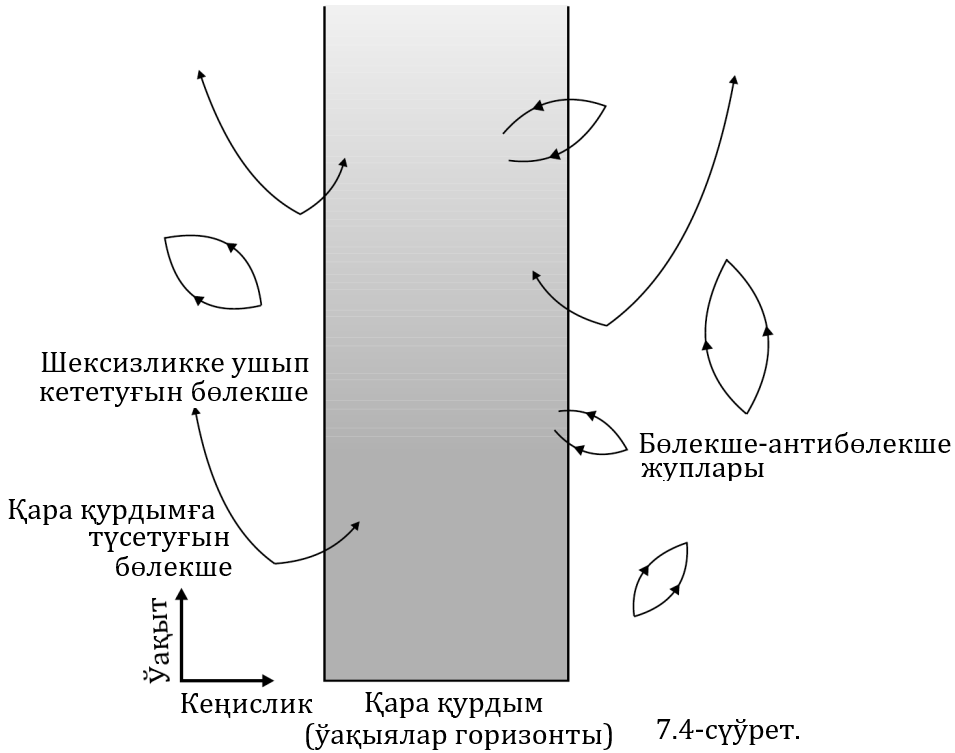 Шексизликке ушып
кететуғын бөлекше
Бөлекше-антибөлекше
жуплары
Қара қурдымға
түсетуғын
бөлекше
Ўақыт
Кеңислик
Қара қурдым
(ўақыялар горизонты)
7.4-сүўрет.